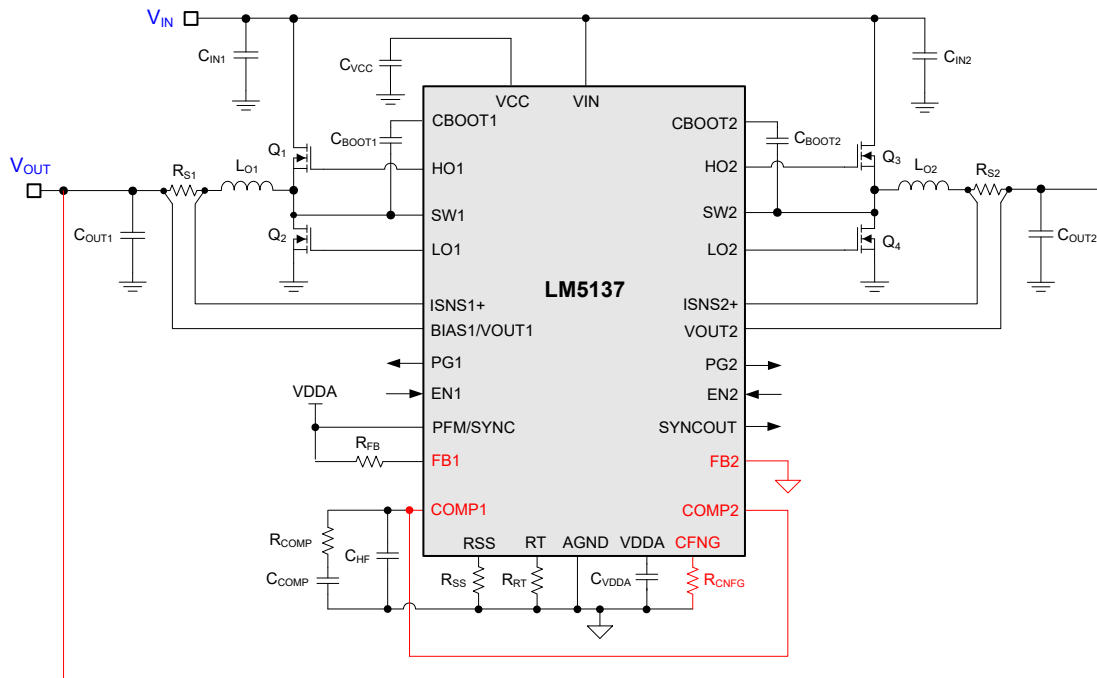 VIN
CIN1
CVCC
CIN2
VCC
VIN
CBOOT1
CBOOT2
CBOOT1
CBOOT2
Q1
Q3
VOUT
RS1
LO1
HO1
HO2
LO2
RS2
SW1
SW2
COUT1
Q2
Q4
COUT2
LO1
LO2
LM5137
ISNS1+
ISNS2+
BIAS1/VOUT1
VOUT2
PG1
PG2
VDDA
EN1
EN2
PFM/SYNC
SYNCOUT
RFB
FB1
FB2
COMP1
COMP2
RCOMP
CHF
RSS
RT
AGND
VDDA
CFNG
CCOMP
RSS
RRT
CVDDA
RCNFG